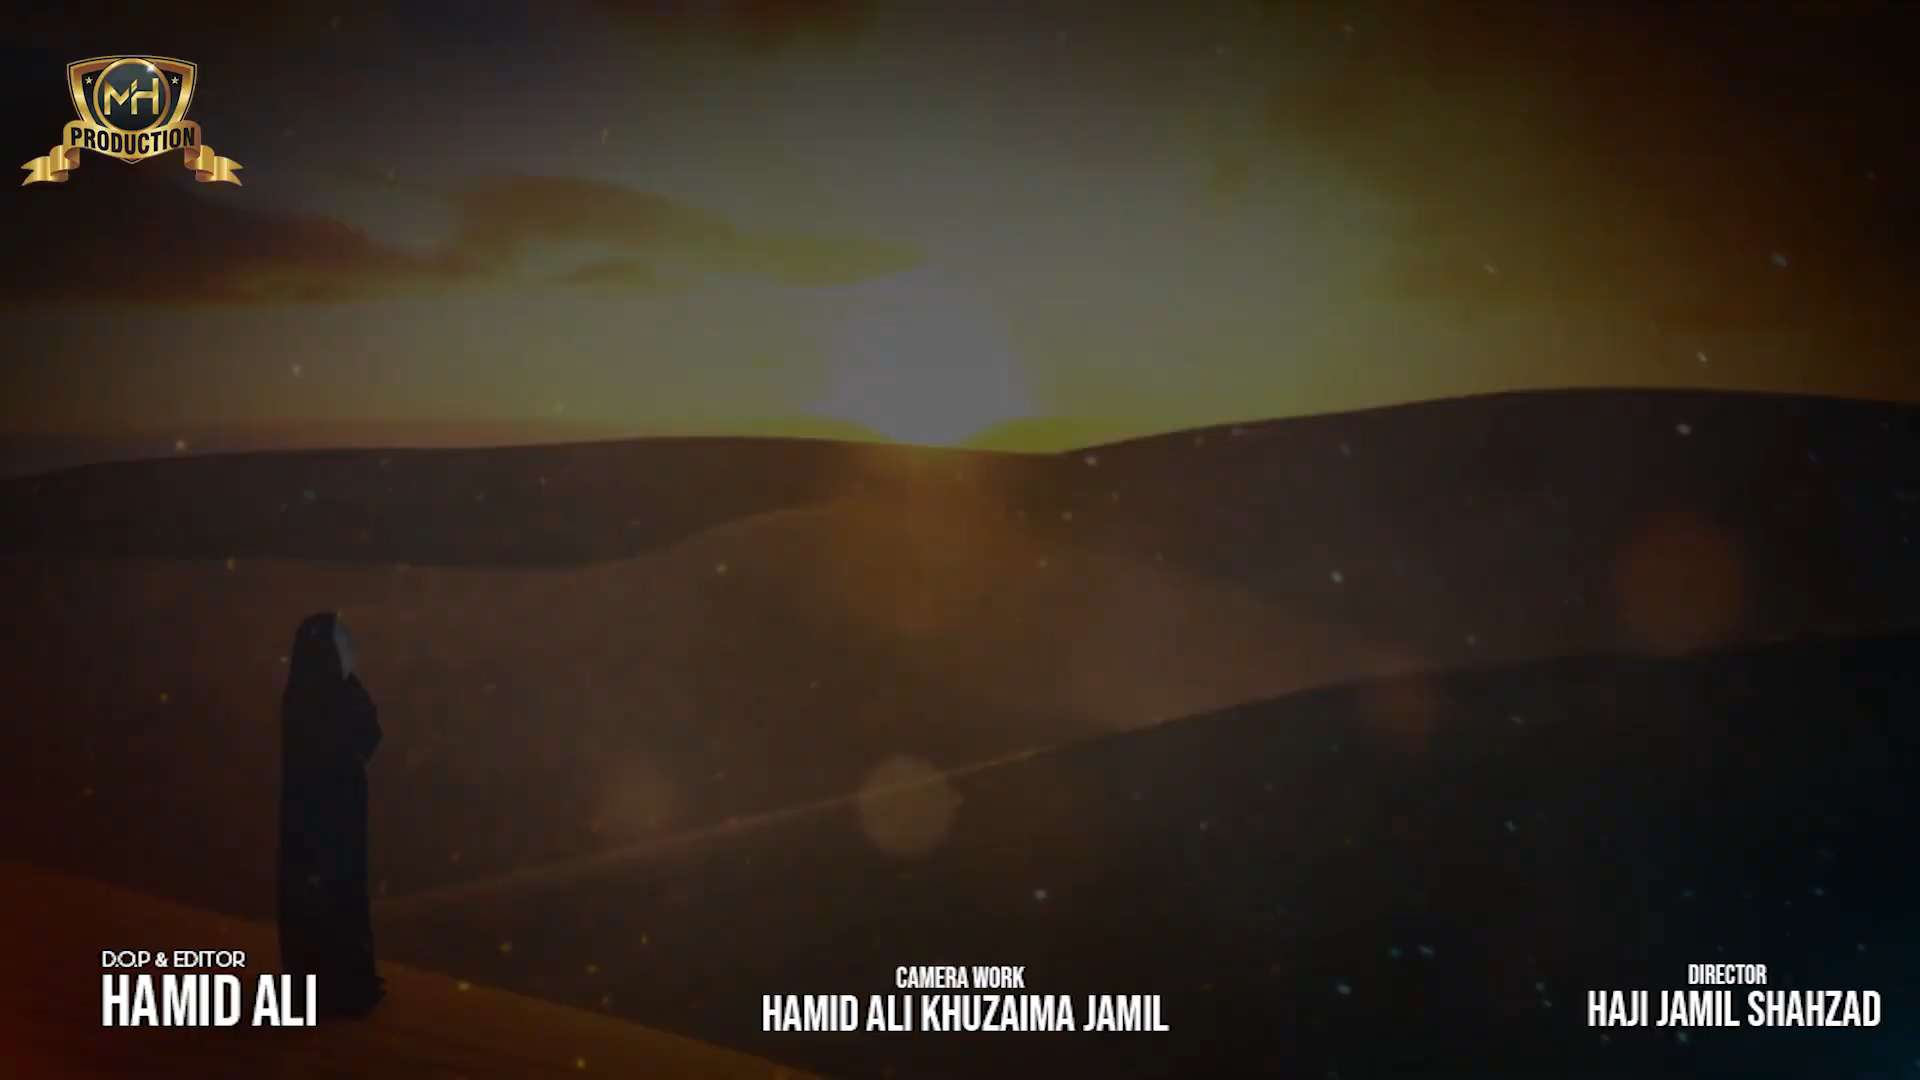 MH
PRODUCTION
D.O.P & EDITOR
HAMID ALI
CAMERA WORK
HAMID ALI KHUZAIMA JAMIL
DIRECTOR
HAJI JAMIL SHAHZAD